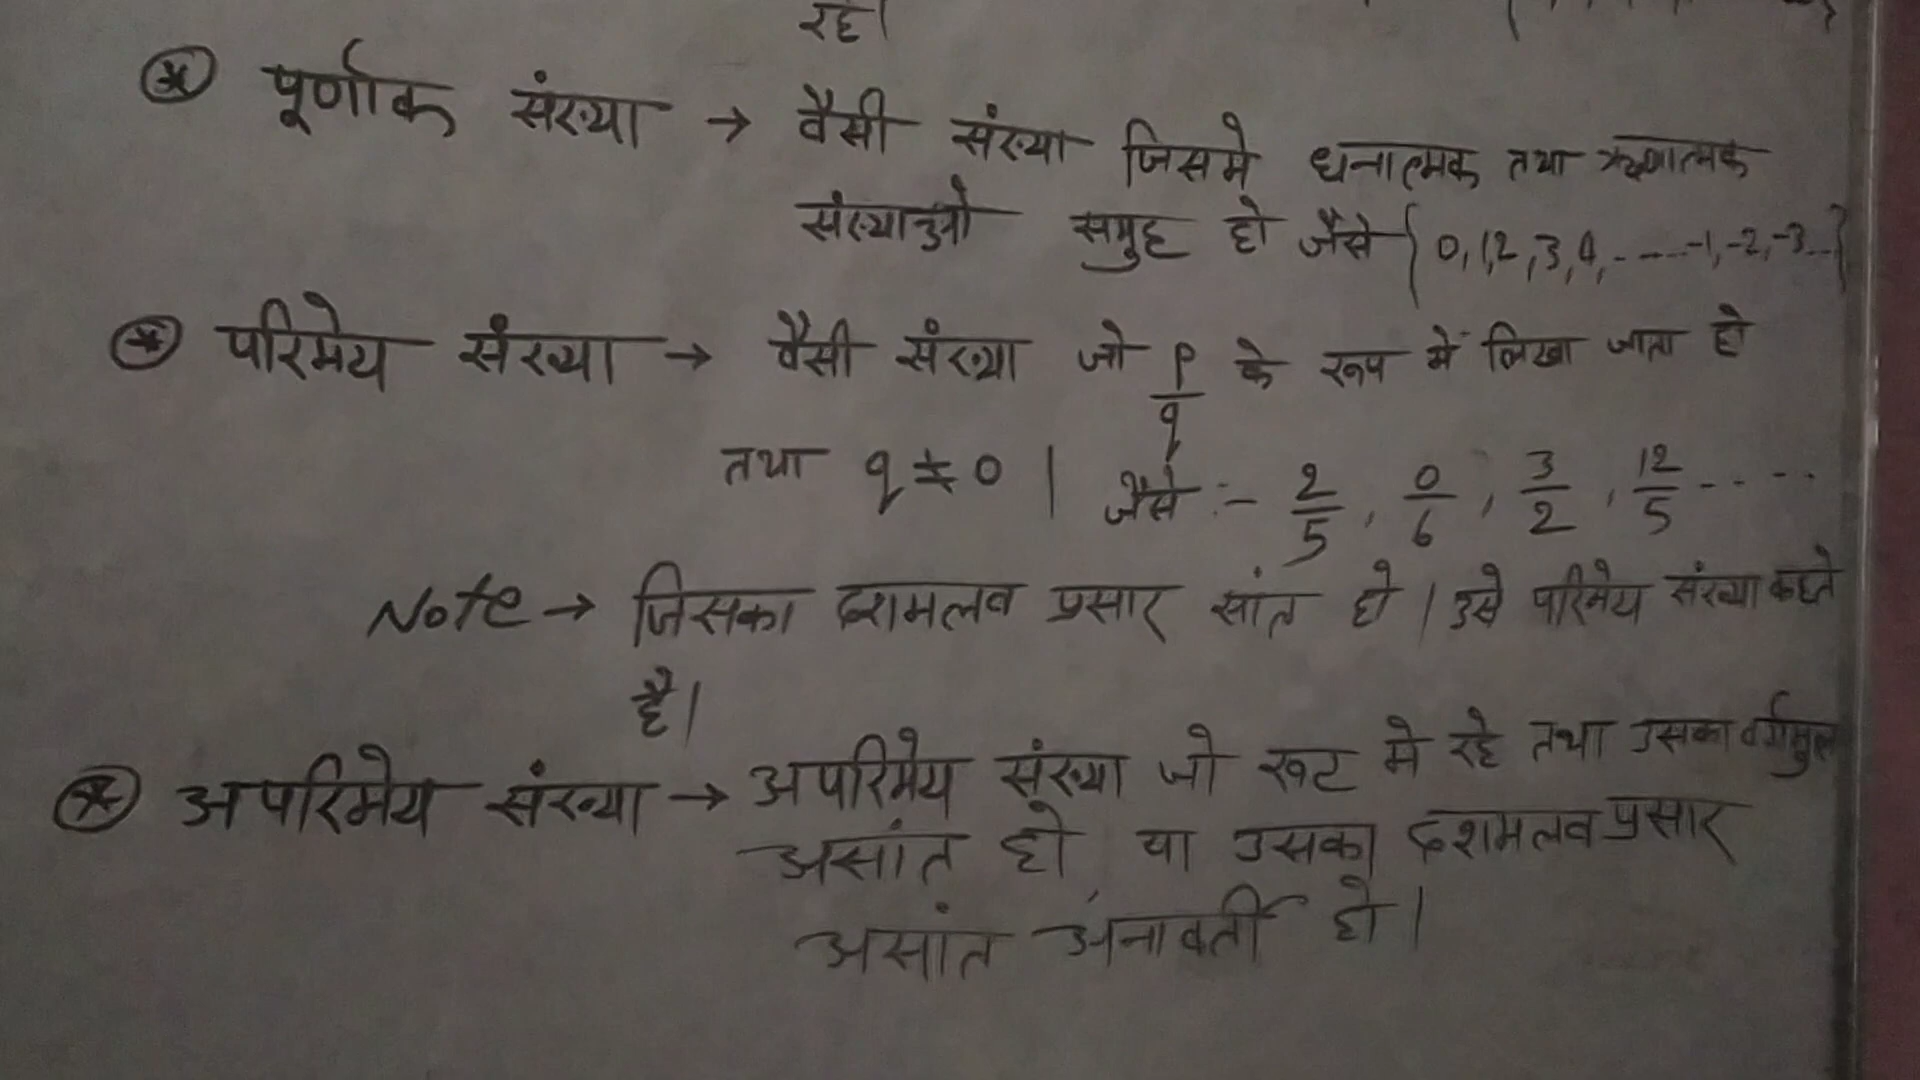 रहे।
* पूर्णांक संख्या → वैसी संख्या जिसमे धनात्मक तथा ऋणात्मक
संख्याओ समुह हो जैसे {0,1,2,3,4,.......-1,-2,-3...}
* परिमेय संख्या → वैसी संख्या जो p/q के रूप में लिखा जाता हो
तथा q ≠ 0 | जैसे :- 2/5, 0/6, 3/2, 12/5 .....
Note → जिसका दशमलव प्रसार सांत हो। उसे परिमेय संख्या कहते
है।
* अपरिमेय संख्या → अपरिमेय संख्या जो रूट मे रहे तथा उसका वर्गमुल
असांत हो, या उसका दशमलव प्रसार
असांत अनावर्ती हो।